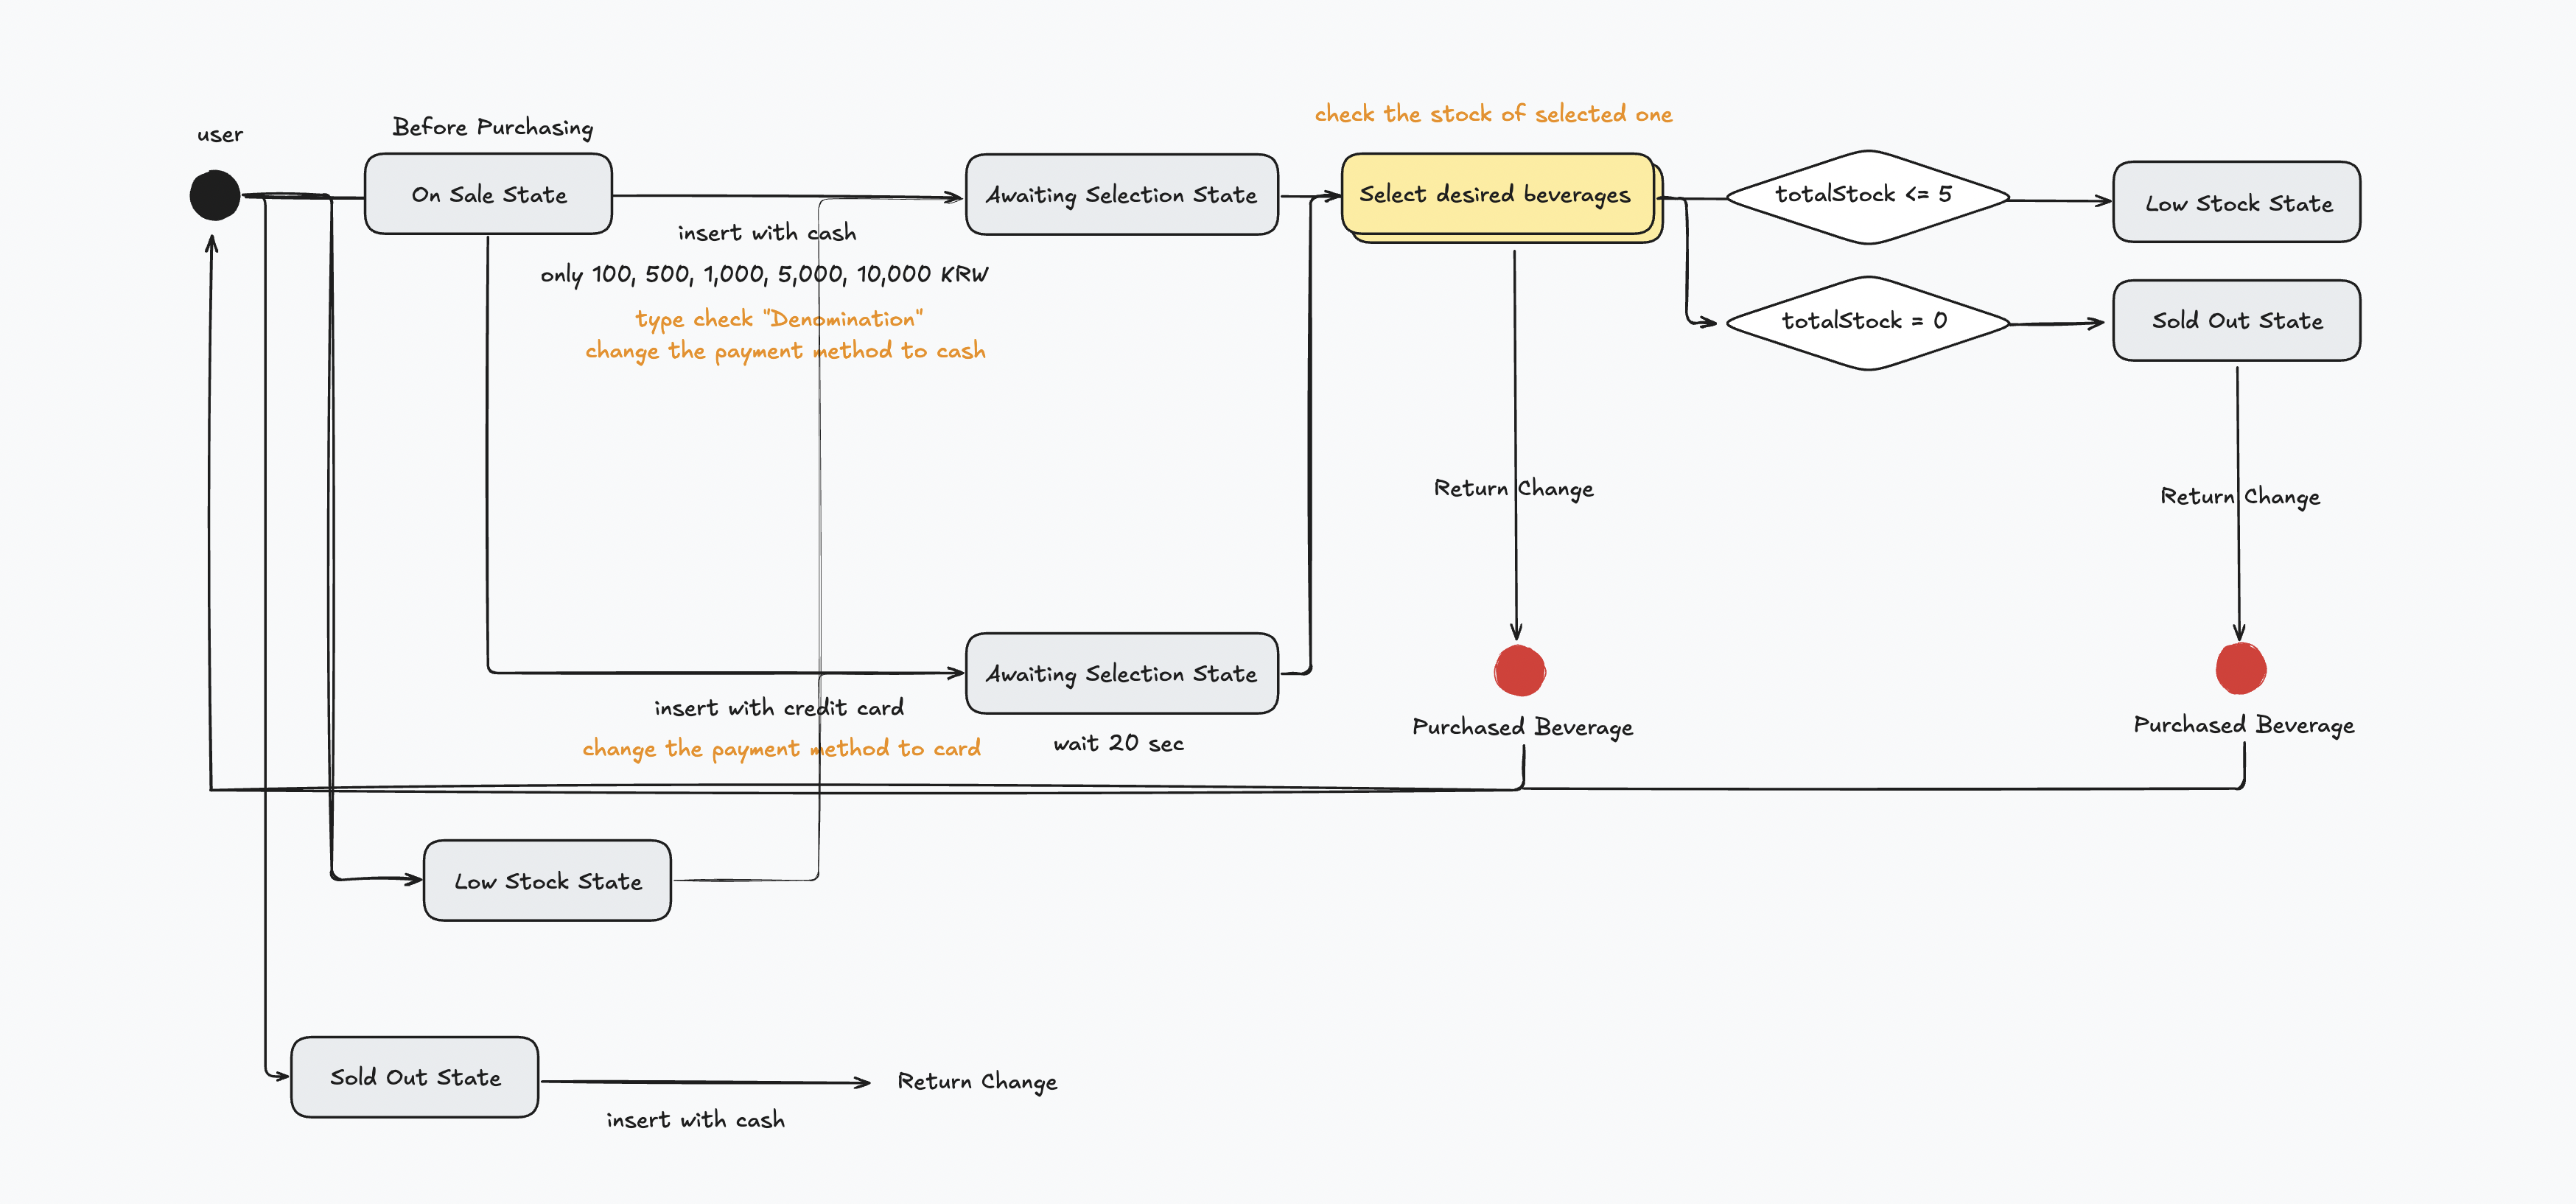 user
Before Purchasing
On Sale State
insert with cash
only 100, 500, 1,000, 5,000, 10,000 KRW
type check "Denomination"
change the payment method to cash
Awaiting Selection State
check the stock of selected one
Select desired beverages
totalStock <= 5
Low Stock State
totalStock = 0
Sold Out State
Return Change
Return Change
Awaiting Selection State
wait 20 sec
insert with credit card
change the payment method to card
Purchased Beverage
Purchased Beverage
Low Stock State
Sold Out State
insert with cash
Return Change